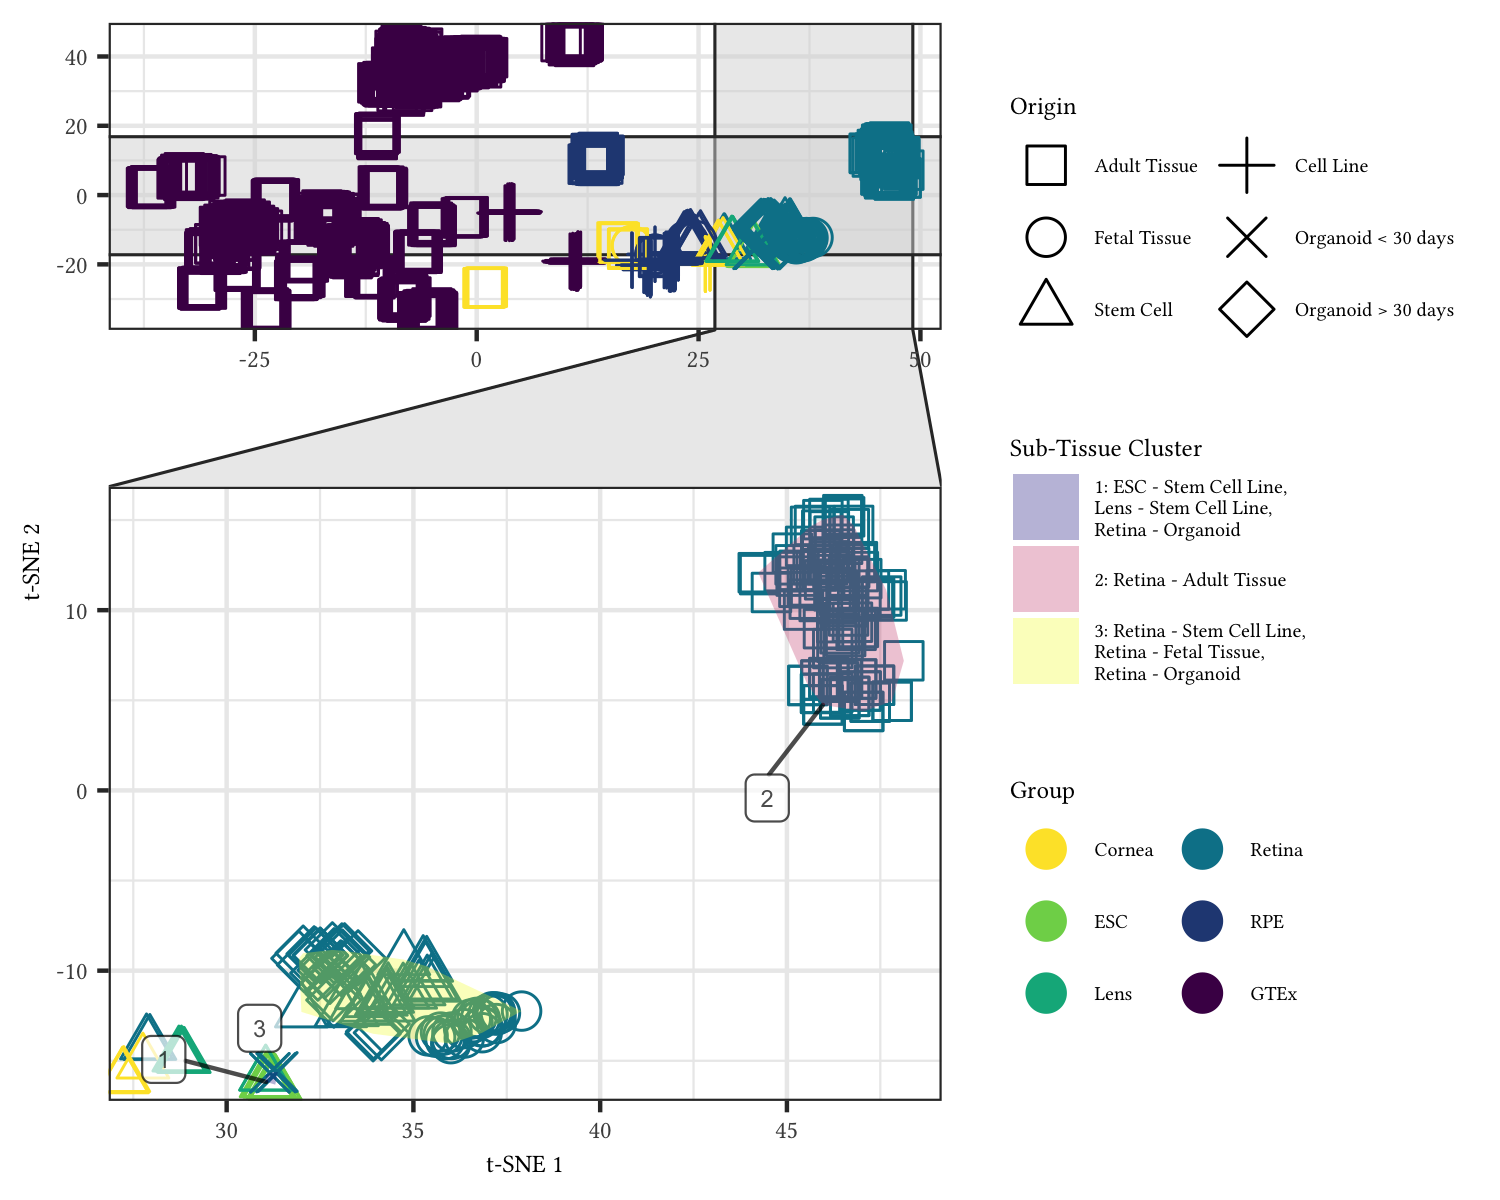 40
20
0
-20
-25
0
25
50
t-SNE 2
10
0
-10
2
3
1
30
35
40
45
t-SNE 1
Origin
Adult Tissue
Cell Line
Fetal Tissue
Organoid < 30 days
Stem Cell
Organoid > 30 days
Sub-Tissue Cluster
1: ESC - Stem Cell Line,
Lens - Stem Cell Line,
Retina - Organoid
2: Retina - Adult Tissue
3: Retina - Stem Cell Line,
Retina - Fetal Tissue,
Retina - Organoid
Group
Cornea
Retina
ESC
RPE
Lens
GTEx